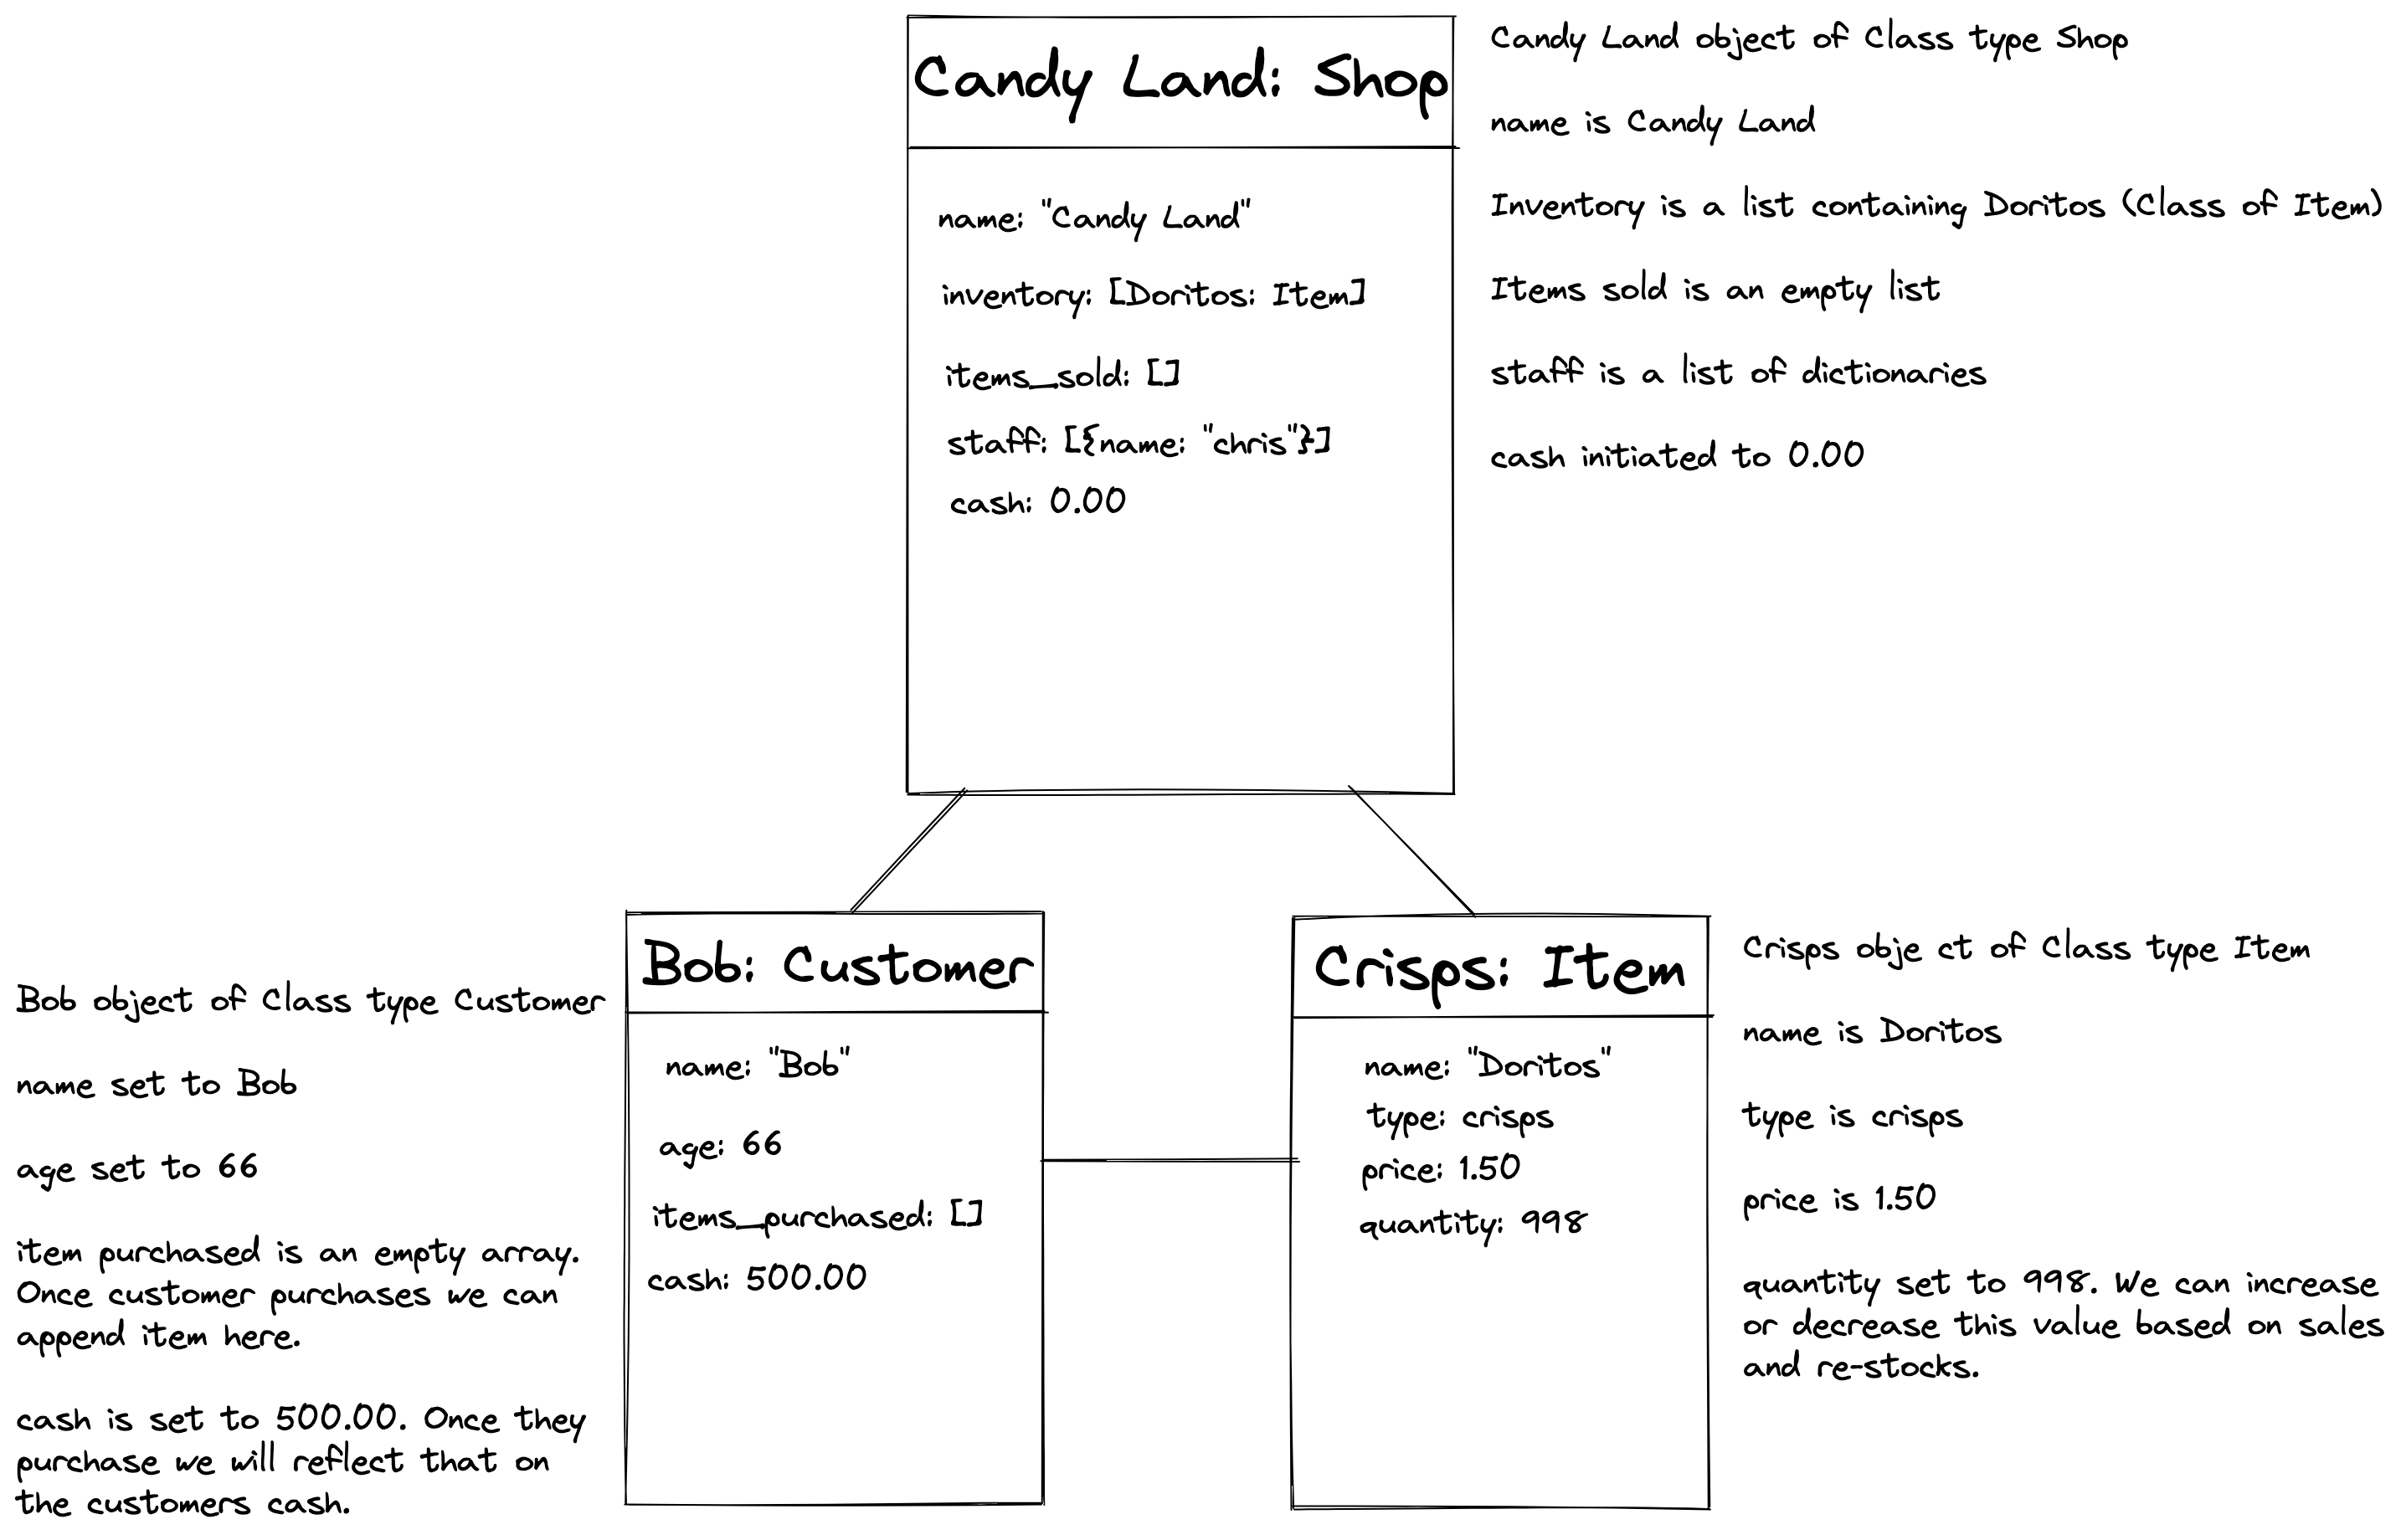 Candy Land: Shop
name: "Candy Land"
inventory: [Doritos: Item]
items_sold: []
staff: [{name: "chris"}]
cash: 0.00
Candy Land object of Class type Shop
name is Candy Land
Inventory is a list containing Doritos (Class of Item)
Items sold is an empty list
staff is a list of dictionaries
cash initiated to 0.00
Bob object of Class type Customer
name set to Bob
age set to 66
item purchased is an empty array.
Once customer purchases we can
append item here.
cash is set to 500.00. Once they
purchase we will reflect that on
the customers cash.
Bob: Customer
name: "Bob"
age: 66
items_purchased: []
cash: 500.00
Crisps: Item
name: "Doritos"
type: crisps
price: 1.50
quantity: 998
Crisps obje ct of Class type Item
name is Doritos
type is crisps
price is 1.50
quantity set to 998. We can increase
or decrease this value based on sales
and re-stocks.